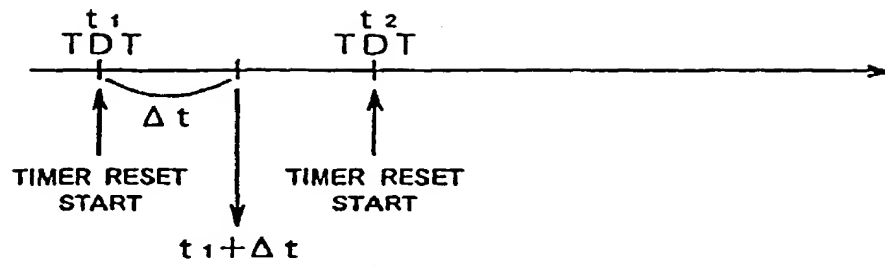 t1 t2
TDT TDT
Δt
TIMER RESET TIMER RESET
START START
t1+Δt